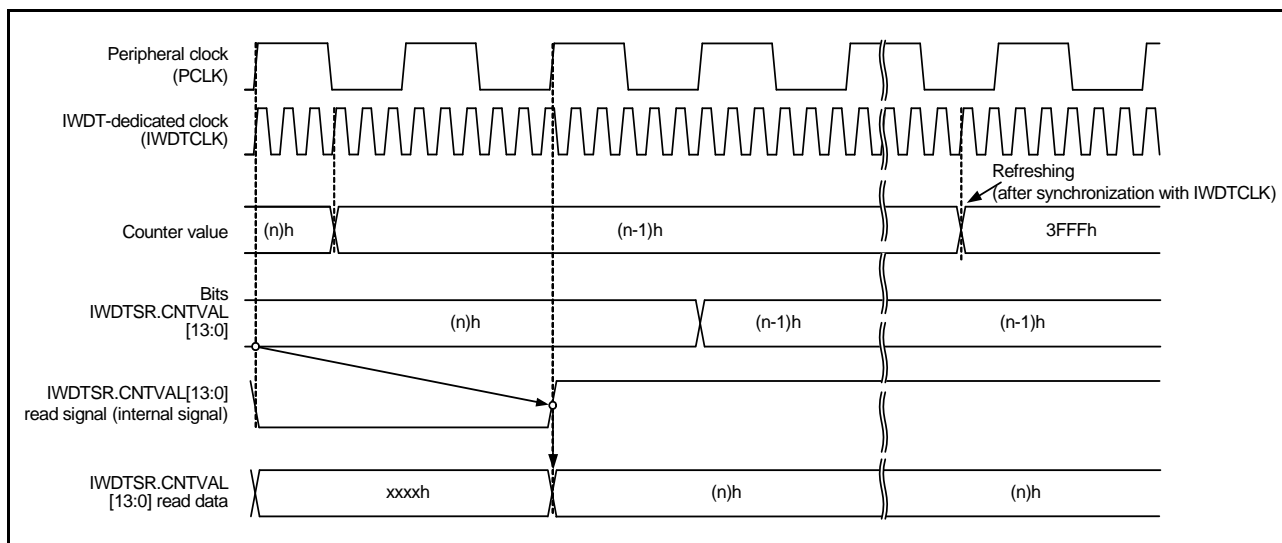 Peripheral clock
(PCLK)
IWDT-dedicated clock
(IWDTCLK)
Refreshing
(after synchronization with IWDTCLK)
Counter value
(n)h
(n-1)h
3FFFh
Bits
IWDTSR.CNTVAL
[13:0]
(n)h
(n-1)h
(n-1)h
IWDTSR.CNTVAL[13:0]
read signal (internal signal)
IWDTSR.CNTVAL
[13:0] read data
xxxxh
(n)h
(n)h